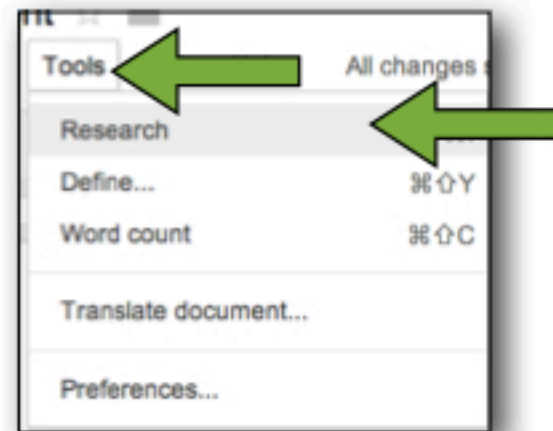 Tools All changes
Research
Define... ⌘⇧Y
Word count ⌘⇧C
Translate document...
Preferences...